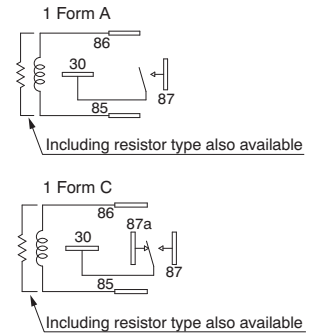 1 Form A
86
30
85
87
Including resistor type also available
1 Form C
86
87a
30
85
87
Including resistor type also available